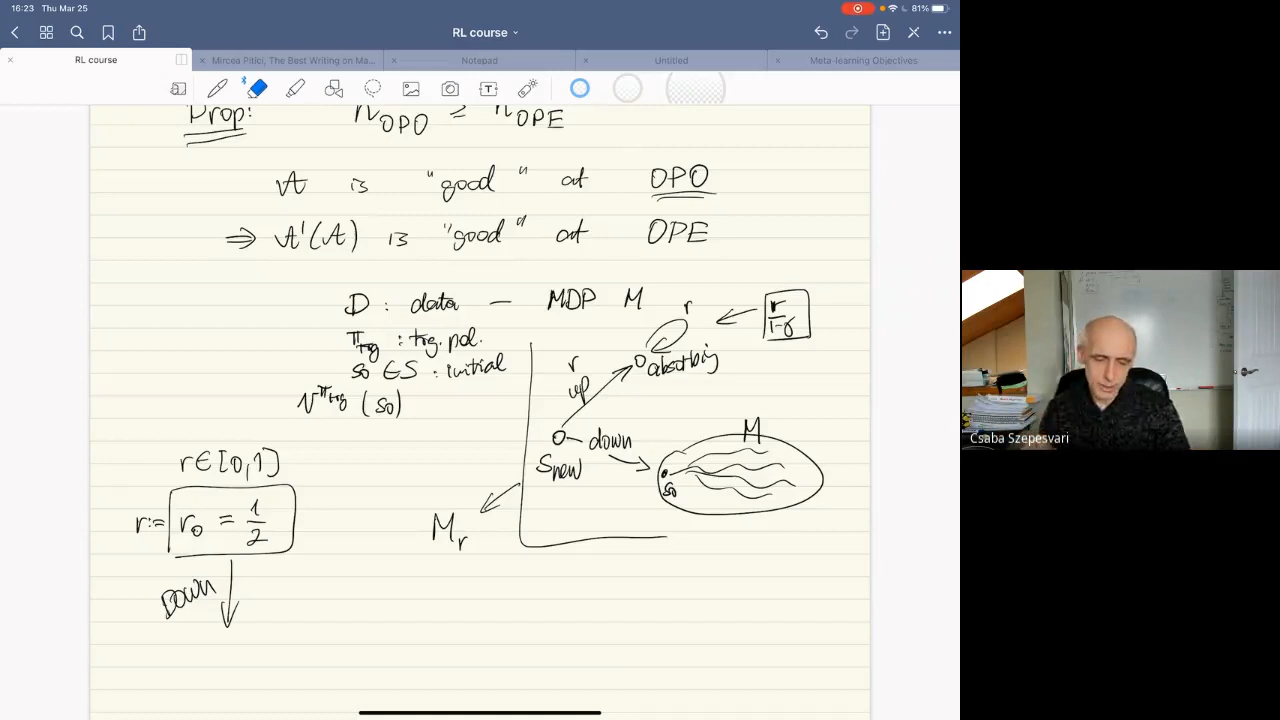 16:23 Thu Mar 25
81%
RL course
RL course
Mircea Pitici, The Best Writing on Ma...
Notepad
Untitled
Meta-learning Objectives
Prop: n_OPO ≥ n_OPE
A is "good" at OPO
⇒ A'(A) is "good" at OPE
D : data — MDP M
π_trg : trg. pol.
s0 ∈ S : initial
v^π_trg (s0)
r
r/1-γ
absorbing
r
up
down
s_new
M
s0
M_r
r ∈ [0,1]
r := r0 = 1/2
DOWN
Csaba Szepesvari